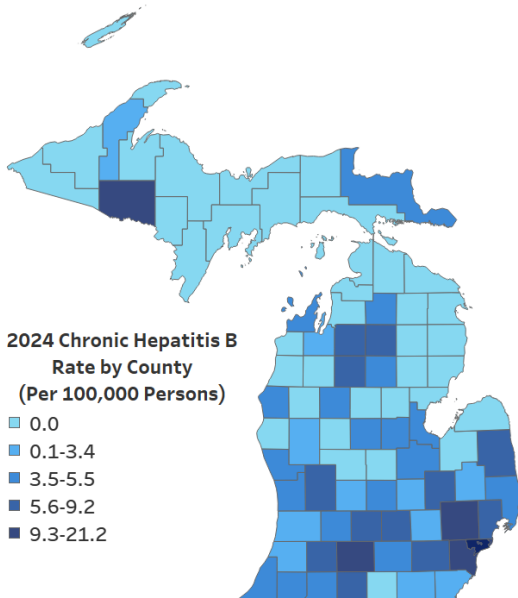 2024 Chronic Hepatitis B
Rate by County
(Per 100,000 Persons)
0.0
0.1-3.4
3.5-5.5
5.6-9.2
9.3-21.2